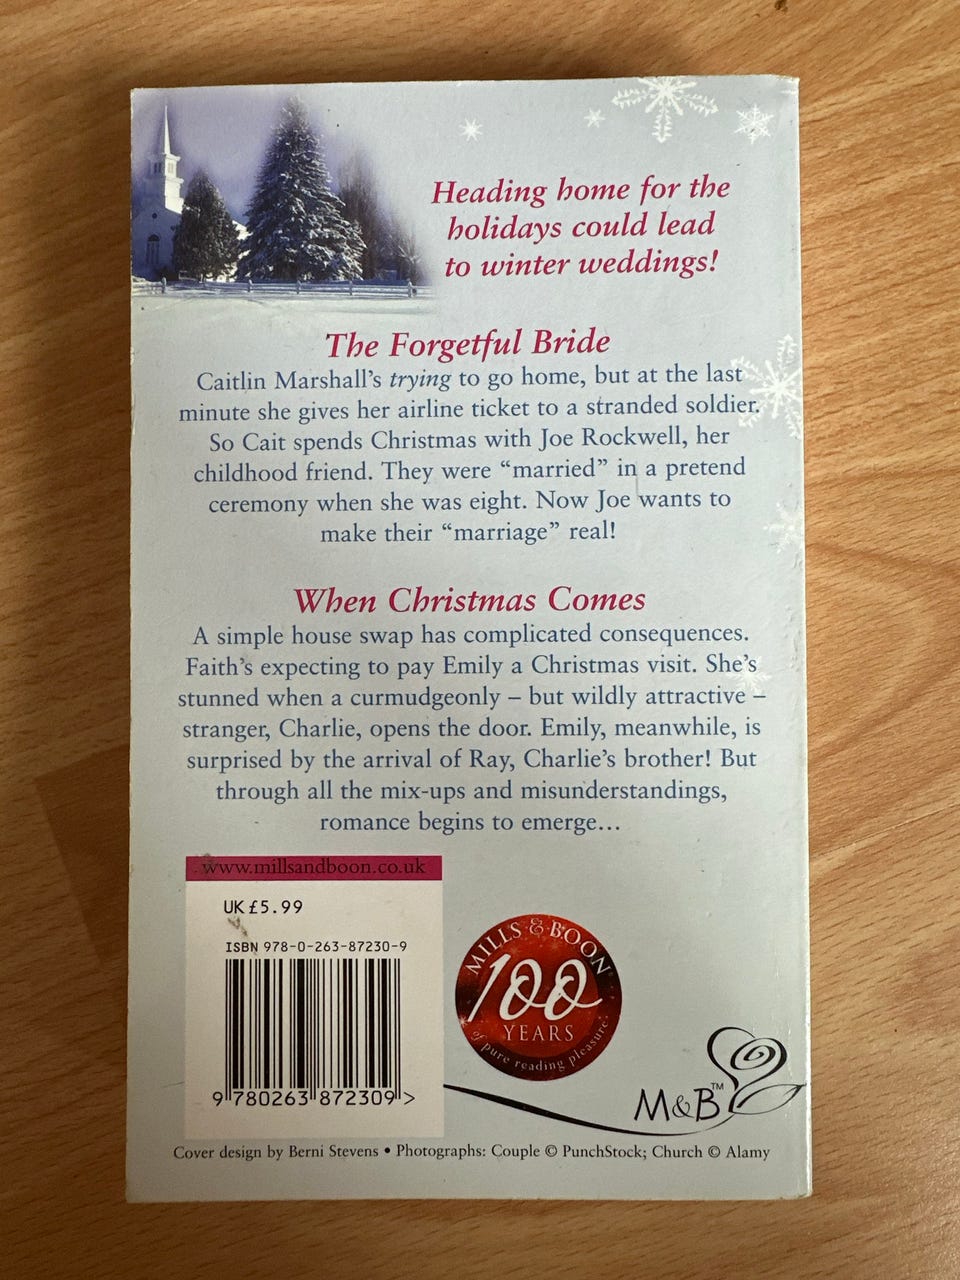 Heading home for the
holidays could lead
to winter weddings!
The Forgetful Bride
Caitlin Marshall's trying to go home, but at the last
minute she gives her airline ticket to a stranded soldier.
So Cait spends Christmas with Joe Rockwell, her
childhood friend. They were “married” in a pretend
ceremony when she was eight. Now Joe wants to
make their “marriage” real!
When Christmas Comes
A simple house swap has complicated consequences.
Faith's expecting to pay Emily a Christmas visit. She's
stunned when a curmudgeonly – but wildly attractive –
stranger, Charlie, opens the door. Emily, meanwhile, is
surprised by the arrival of Ray, Charlie's brother! But
through all the mix-ups and misunderstandings,
romance begins to emerge…
www.millsandboon.co.uk
UK £5.99
ISBN 978-0-263-87230-9
9 780263 872309 >
MILLS & BOON
100
YEARS
of pure reading pleasure.
M&B™
Cover design by Berni Stevens • Photographs: Couple © PunchStock; Church © Alamy